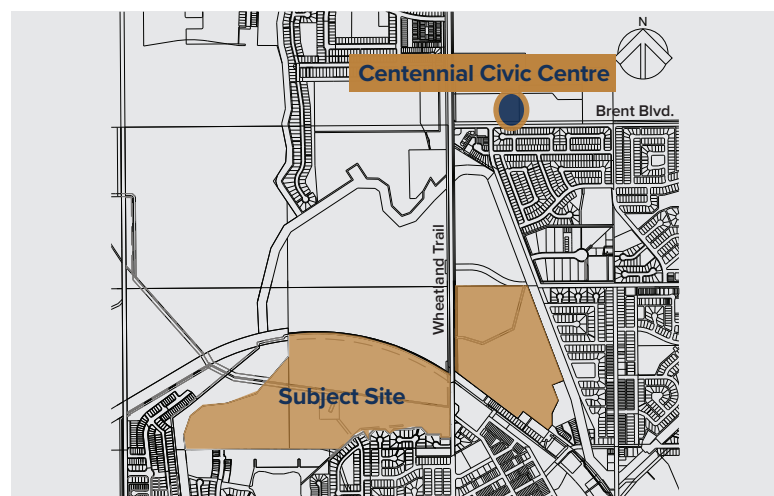 N
Centennial Civic Centre
Brent Blvd.
Wheatland Trail
Subject Site